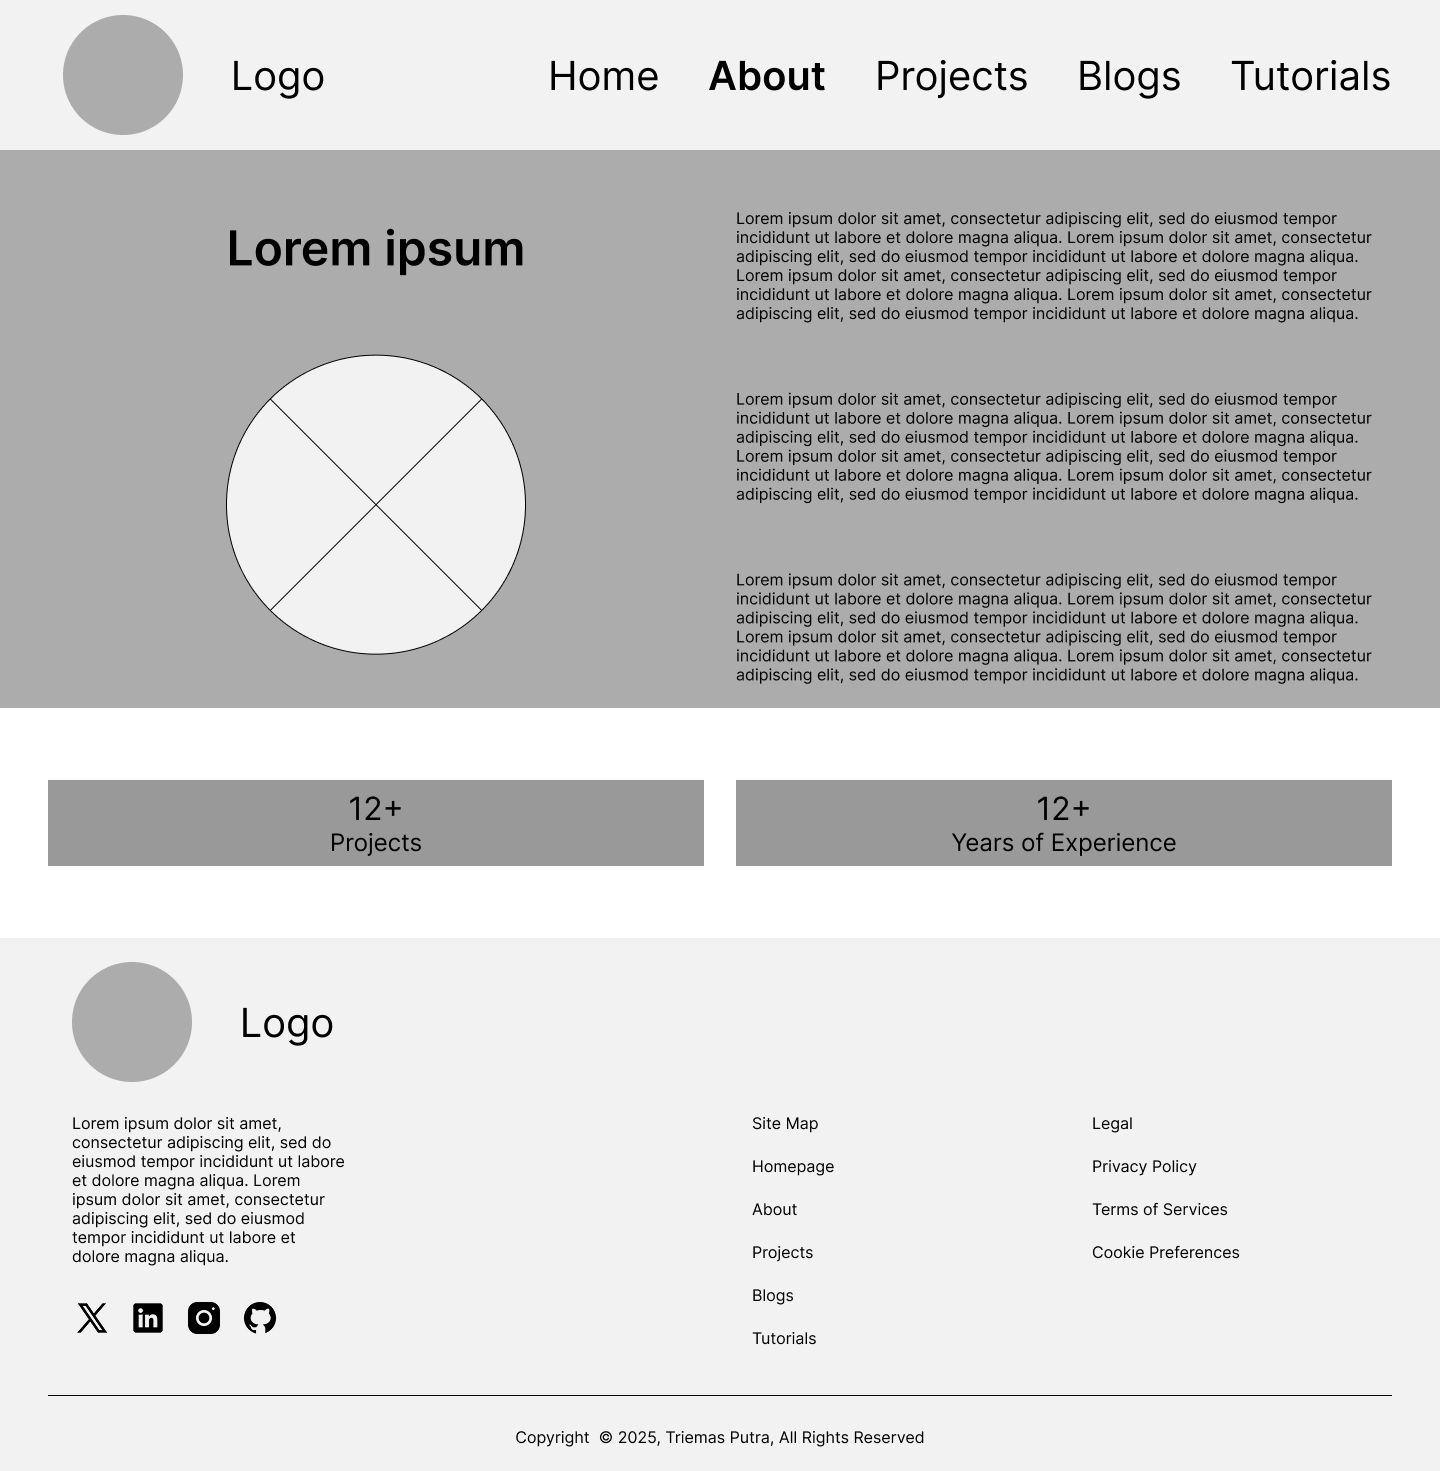 Logo
Home About Projects Blogs Tutorials
Lorem ipsum
Lorem ipsum dolor sit amet, consectetur adipiscing elit, sed do eiusmod tempor
incididunt ut labore et dolore magna aliqua. Lorem ipsum dolor sit amet, consectetur
adipiscing elit, sed do eiusmod tempor incididunt ut labore et dolore magna aliqua.
Lorem ipsum dolor sit amet, consectetur adipiscing elit, sed do eiusmod tempor
incididunt ut labore et dolore magna aliqua. Lorem ipsum dolor sit amet, consectetur
adipiscing elit, sed do eiusmod tempor incididunt ut labore et dolore magna aliqua.
Lorem ipsum dolor sit amet, consectetur adipiscing elit, sed do eiusmod tempor
incididunt ut labore et dolore magna aliqua. Lorem ipsum dolor sit amet, consectetur
adipiscing elit, sed do eiusmod tempor incididunt ut labore et dolore magna aliqua.
Lorem ipsum dolor sit amet, consectetur adipiscing elit, sed do eiusmod tempor
incididunt ut labore et dolore magna aliqua. Lorem ipsum dolor sit amet, consectetur
adipiscing elit, sed do eiusmod tempor incididunt ut labore et dolore magna aliqua.
Lorem ipsum dolor sit amet, consectetur adipiscing elit, sed do eiusmod tempor
incididunt ut labore et dolore magna aliqua. Lorem ipsum dolor sit amet, consectetur
adipiscing elit, sed do eiusmod tempor incididunt ut labore et dolore magna aliqua.
Lorem ipsum dolor sit amet, consectetur adipiscing elit, sed do eiusmod tempor
incididunt ut labore et dolore magna aliqua. Lorem ipsum dolor sit amet, consectetur
adipiscing elit, sed do eiusmod tempor incididunt ut labore et dolore magna aliqua.
12+
Projects
12+
Years of Experience
Logo
Lorem ipsum dolor sit amet,
consectetur adipiscing elit, sed do
eiusmod tempor incididunt ut labore
et dolore magna aliqua. Lorem
ipsum dolor sit amet, consectetur
adipiscing elit, sed do eiusmod
tempor incididunt ut labore et
dolore magna aliqua.
Site Map
Homepage
About
Projects
Blogs
Tutorials
Legal
Privacy Policy
Terms of Services
Cookie Preferences
Copyright © 2025, Triemas Putra, All Rights Reserved